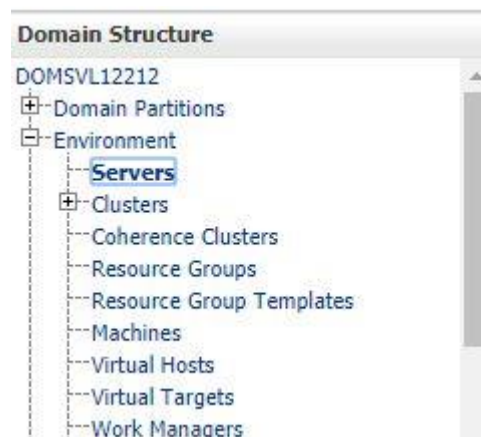 Domain Structure
DOMSVL12212
Domain Partitions
Environment
Servers
Clusters
Coherence Clusters
Resource Groups
Resource Group Templates
Machines
Virtual Hosts
Virtual Targets
Work Managers